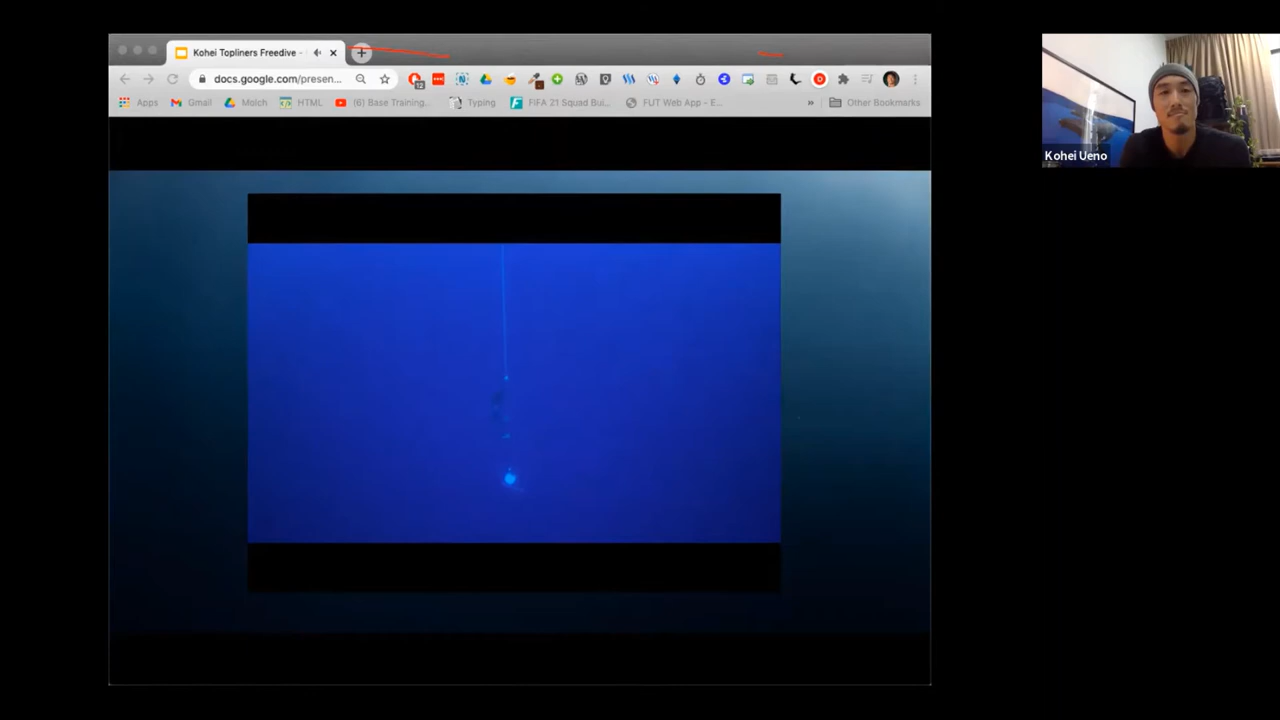 Kohei Topliners Freedive -
docs.google.com/presen...
12
Apps Gmail Molch HTML (6) Base Training... Typing FIFA 21 Squad Bui... FUT Web App – E... » Other Bookmarks
Kohei Ueno